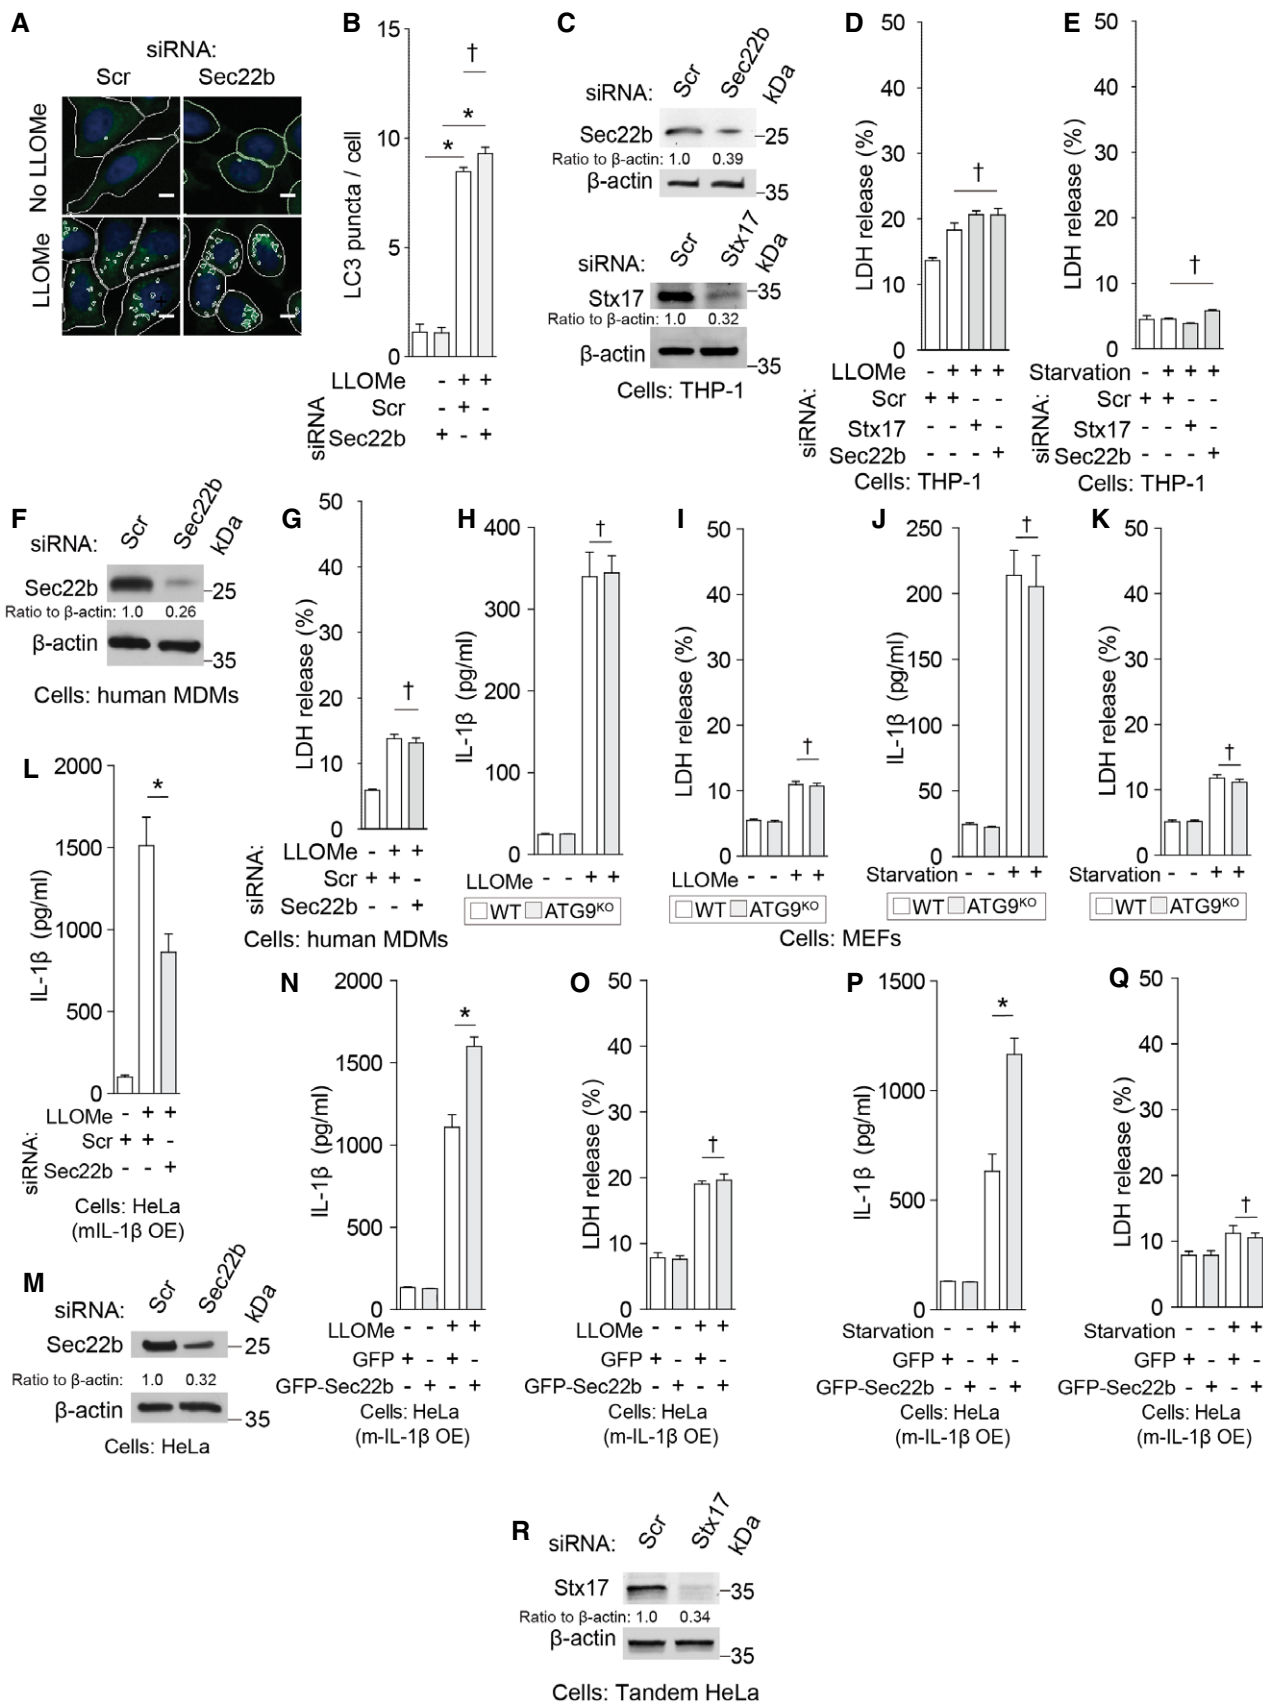 A
siRNA:
Scr Sec22b
No LLOMe
LLOMe
B
LC3 puncta / cell
15
10
5
0
†
*
*
LLOMe - + +
siRNA
Scr - + -
Sec22b + - +
C
siRNA: Scr Sec22b kDa
Sec22b –25
Ratio to β-actin: 1.0 0.39
β-actin –35
siRNA: Scr Stx17 kDa
Stx17 –35
Ratio to β-actin: 1.0 0.32
β-actin –35
Cells: THP-1
D
LDH release (%)
50
40
30
20
10
0
†
LLOMe - + + +
siRNA:
Scr + + - -
Stx17 - - + -
Sec22b - - - +
Cells: THP-1
E
LDH release (%)
50
40
30
20
10
0
†
Starvation - + + +
siRNA:
Scr + + - -
Stx17 - - + -
Sec22b - - - +
Cells: THP-1
F
siRNA: Scr Sec22b kDa
Sec22b –25
Ratio to β-actin: 1.0 0.26
β-actin –35
Cells: human MDMs
G
LDH release (%)
50
40
30
20
10
0
†
LLOMe - + +
siRNA:
Scr + + -
Sec22b - - +
Cells: human MDMs
H
IL-1β (pg/ml)
400
300
200
100
0
†
LLOMe - - + +
WT ATG9KO
I
LDH release (%)
50
40
30
20
10
0
†
LLOMe - - + +
WT ATG9KO
J
IL-1β (pg/ml)
250
200
150
100
50
0
†
Starvation - - + +
WT ATG9KO
K
LDH release (%)
50
40
30
20
10
0
†
Starvation - - + +
WT ATG9KO
Cells: MEFs
L
IL-1β (pg/ml)
2000
1500
1000
500
0
*
LLOMe - + +
siRNA:
Scr + + -
Sec22b - - +
Cells: HeLa
(mIL-1β OE)
M
siRNA: Scr Sec22b kDa
Sec22b – 25
Ratio to β-actin: 1.0 0.32
β-actin – 35
Cells: HeLa
N
IL-1β (pg/ml)
2000
1500
1000
500
0
*
LLOMe - - + +
GFP + - + -
GFP-Sec22b - + - +
Cells: HeLa
(m-IL-1β OE)
O
LDH release (%)
50
40
30
20
10
0
†
LLOMe - - + +
GFP + - + -
GFP-Sec22b - + - +
Cells: HeLa
(m-IL-1β OE)
P
IL-1β (pg/ml)
1500
1000
500
0
*
Starvation - - + +
GFP + - + -
GFP-Sec22b - + - +
Cells: HeLa
(m-IL-1β OE)
Q
LDH release (%)
50
40
30
20
10
0
†
Starvation - - + +
GFP + - + -
GFP-Sec22b - + - +
Cells: HeLa
(m-IL-1β OE)
R
siRNA: Scr Stx17 kDa
Stx17 –35
Ratio to β-actin: 1.0 0.34
β-actin –35
Cells: Tandem HeLa